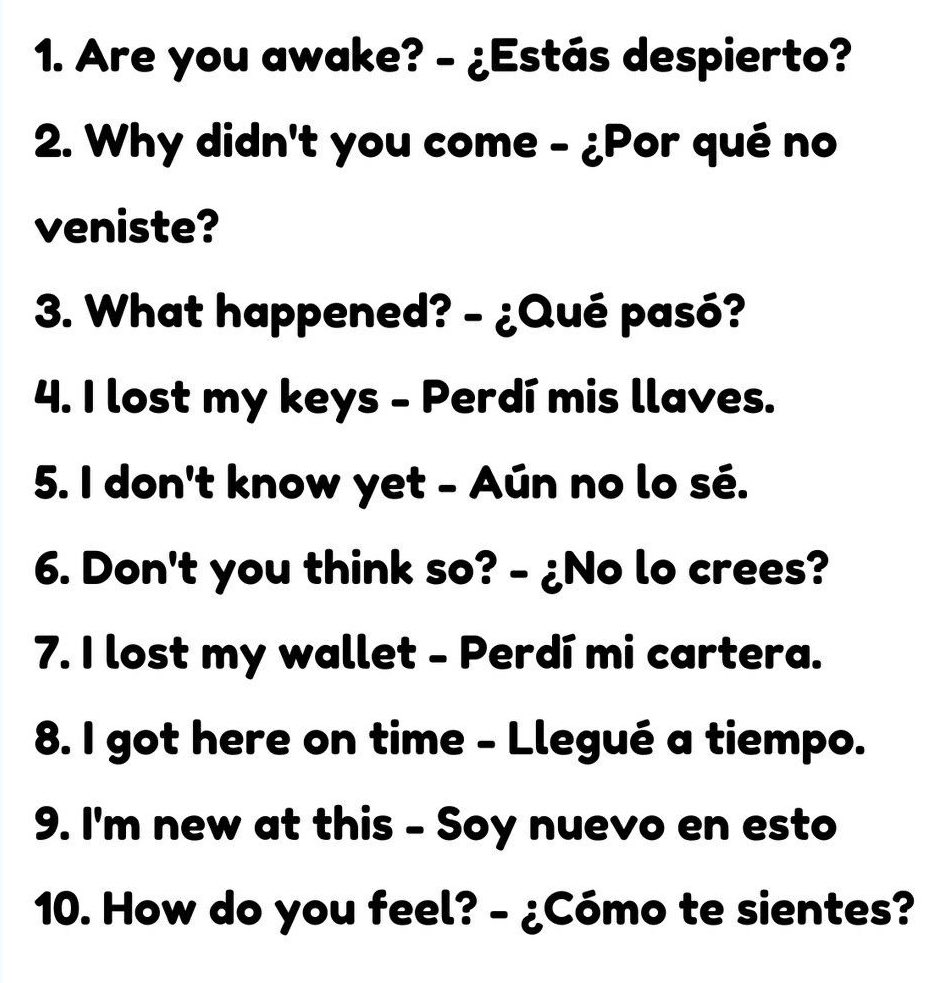 1. Are you awake? - ¿Estás despierto?
2. Why didn't you come - ¿Por qué no
veniste?
3. What happened? - ¿Qué pasó?
4. I lost my keys - Perdí mis llaves.
5. I don't know yet - Aún no lo sé.
6. Don't you think so? - ¿No lo crees?
7. I lost my wallet - Perdí mi cartera.
8. I got here on time - Llegué a tiempo.
9. I'm new at this - Soy nuevo en esto
10. How do you feel? - ¿Cómo te sientes?